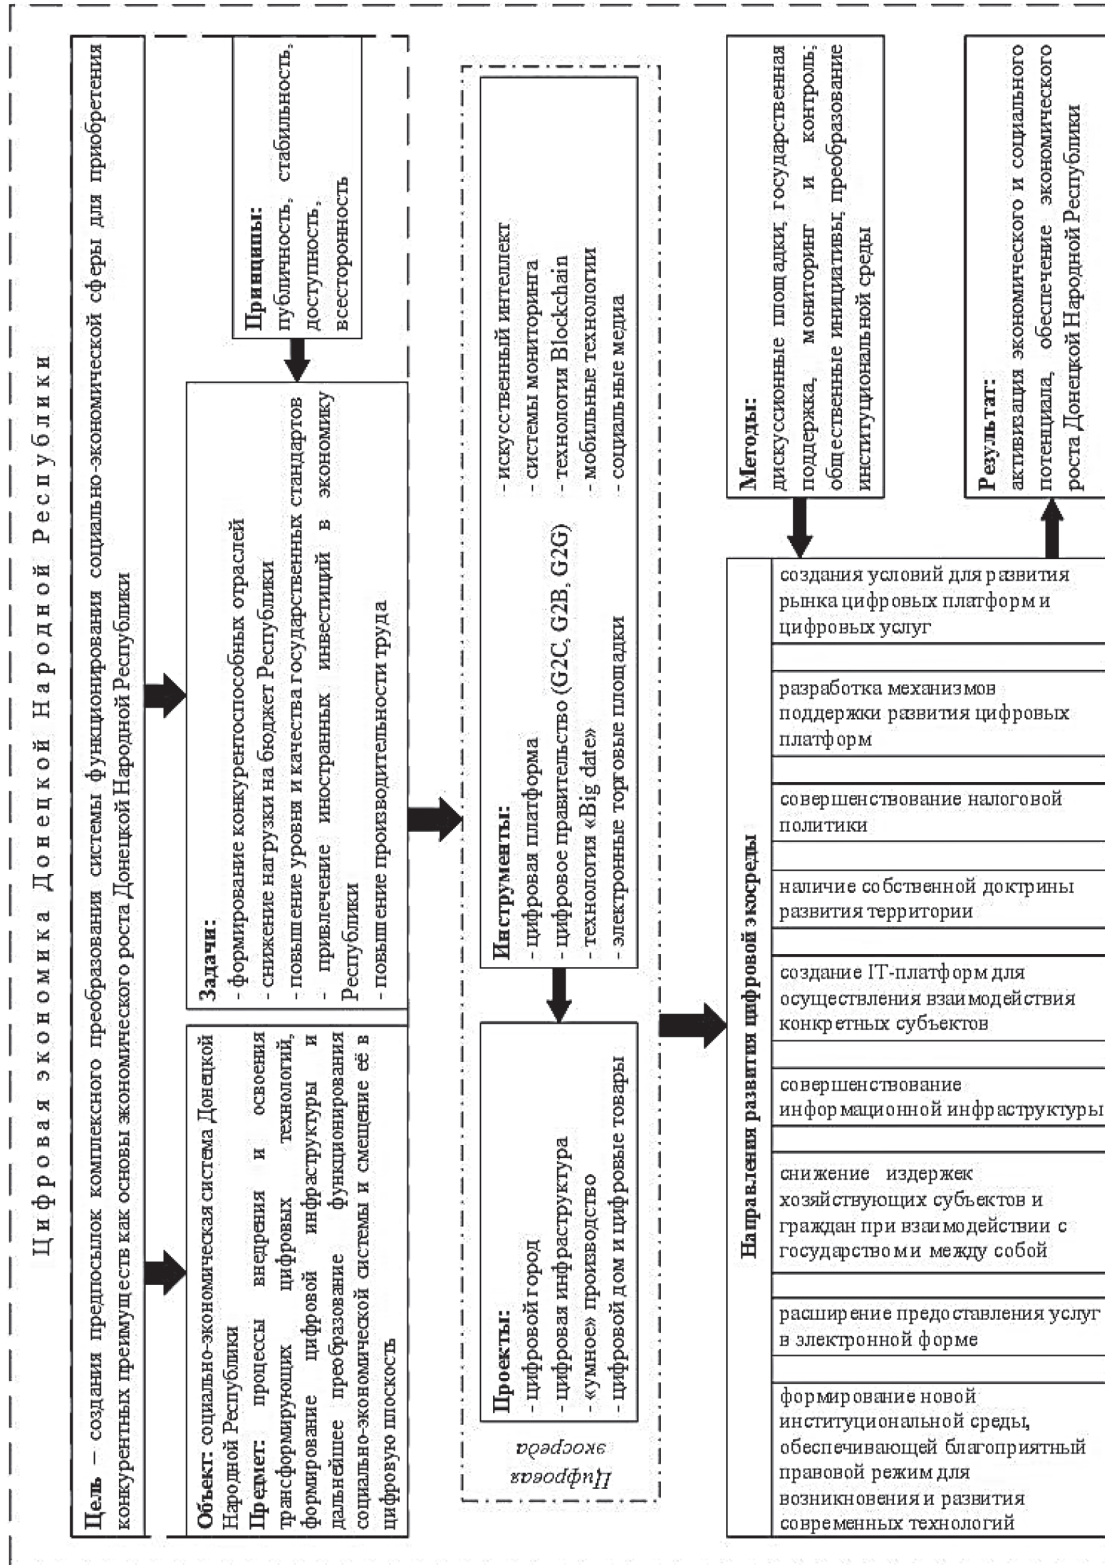 Цифровая экономика Донецкой Народной Республики
Цель – создания предпосылок комплексного преобразования системы функционирования социально-экономической сферы для приобретения
конкурентных преимуществ как основы экономического роста Донецкой Народной Республики
Объект: социально-экономическая система Донецкой
Народной Республики
Предмет: процессы внедрения и освоения
трансформирующих цифровых технологий,
формирование цифровой инфраструктуры и
дальнейшее преобразование функционирования
социально-экономической системы и смещение её в
цифровую плоскость
Задачи:
- формирование конкурентоспособных отраслей
- снижение нагрузки на бюджет Республики
- повышение уровня и качества государственных стандартов
- привлечение иностранных инвестиций в экономику
Республики
- повышение производительности труда
Принципы:
публичность, стабильность,
доступность,
всесторонность
Цифровая
экосреда
Проекты:
- цифровой город
- цифровая инфраструктура
- «умное» производство
- цифровой дом и цифровые товары
Инструменты:
- цифровая платформа
- цифровое правительство (G2C, G2B, G2G)
- технология «Big date»
- электронные торговые площадки
- искусственный интеллект
- системы мониторинга
- технология Blockchain
- мобильные технологии
- социальные медиа
Направления развития цифровой экосреды
формирование новой
институциональной среды,
обеспечивающей благоприятный
правовой режим для
возникновения и развития
современных технологий
расширение предоставления услуг
в электронной форме
снижение издержек
хозяйствующих субъектов и
граждан при взаимодействии с
государством и между собой
совершенствование
информационной инфраструктуры
создание IT-платформ для
осуществления взаимодействия
конкретных субъектов
наличие собственной доктрины
развития территории
совершенствование налоговой
политики
разработка механизмов
поддержки развития цифровых
платформ
создания условий для развития
рынка цифровых платформ и
цифровых услуг
Методы:
дискуссионные площадки, государственная
поддержка, мониторинг и контроль,
общественные инициативы, преобразование
институциональной среды
Результат:
активизация экономического и социального
потенциала, обеспечение экономического
роста Донецкой Народной Республики